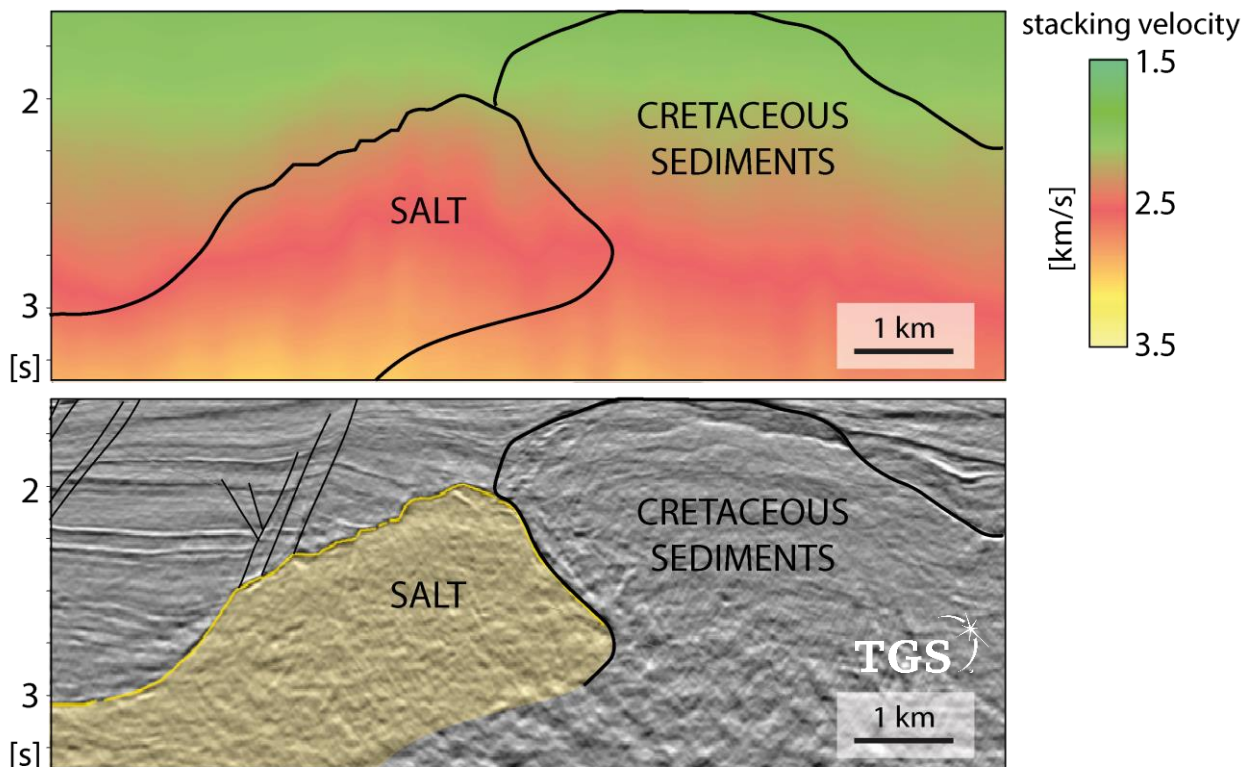 stacking velocity
1.5
2.5
3.5
[km/s]
2
3
[s]
CRETACEOUS
SEDIMENTS
SALT
1 km
2
3
[s]
CRETACEOUS
SEDIMENTS
SALT
TGS
1 km